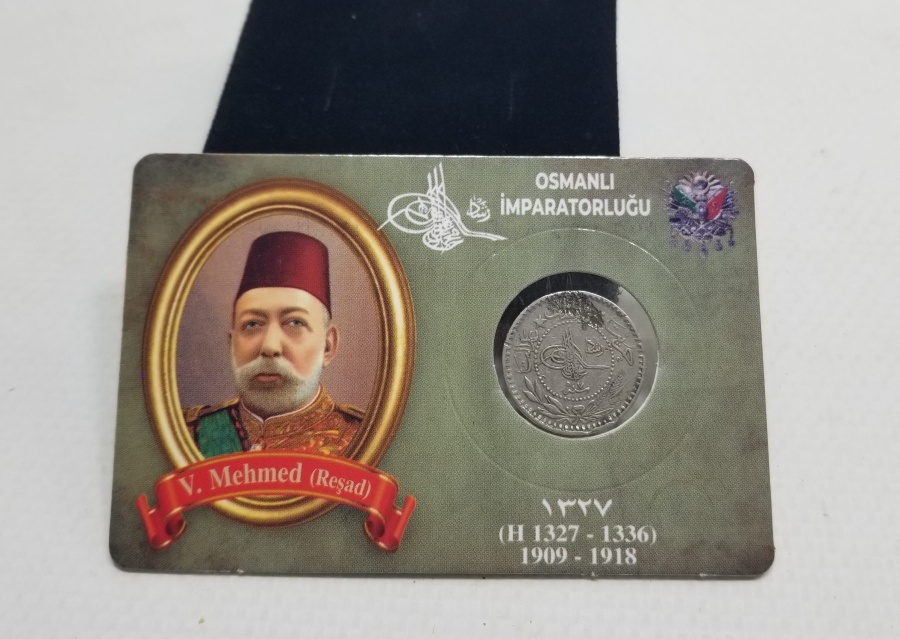 OSMANLI
İMPARATORLUĞU
V. Mehmed (Reşad)
١٣٢٧
(H 1327 - 1336)
1909 - 1918